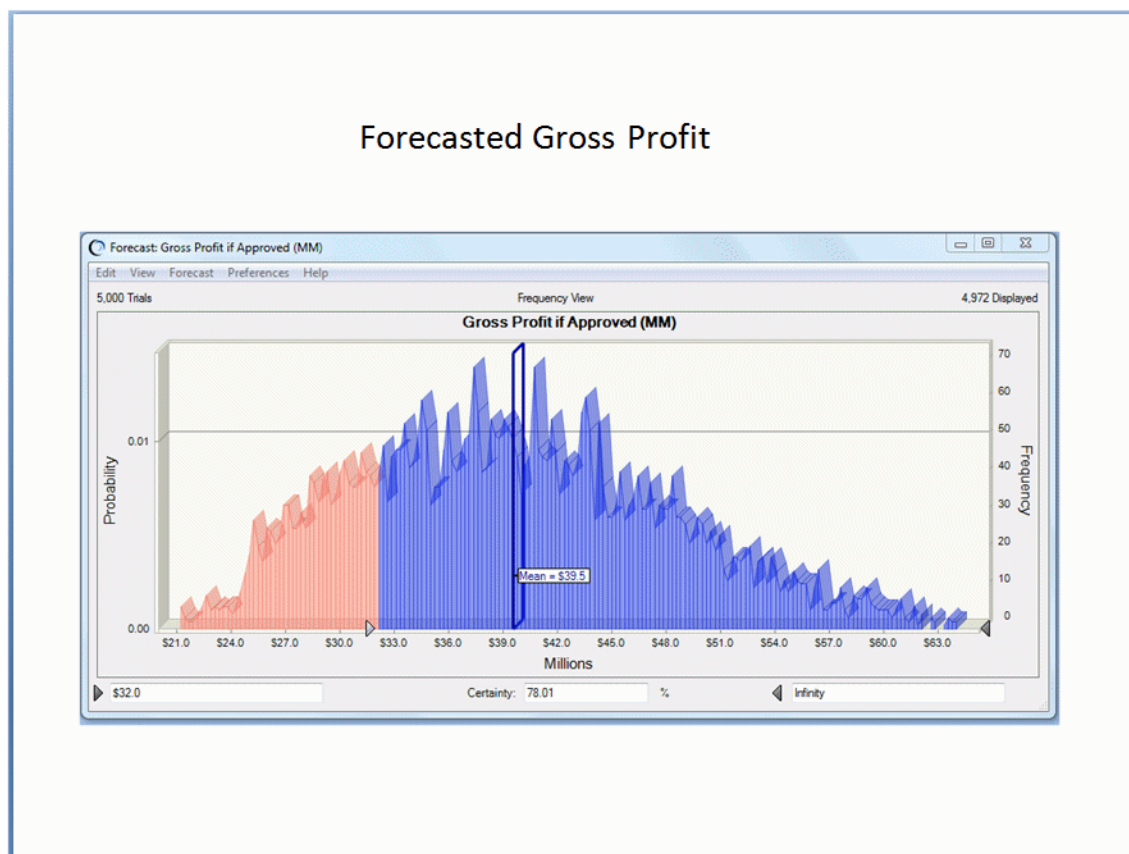 Forecasted Gross Profit
Forecast: Gross Profit if Approved (MM)
Edit View Forecast Preferences Help
5,000 Trials Frequency View 4,972 Displayed
Gross Profit if Approved (MM)
70
60
50
40
30
20
10
0
Frequency
0.01
0.00
Probability
Mean = $39.5
$21.0 $24.0 $27.0 $30.0 $33.0 $36.0 $39.0 $42.0 $45.0 $48.0 $51.0 $54.0 $57.0 $60.0 $63.0
Millions
$32.0 Certainty: 78.01 % Infinity